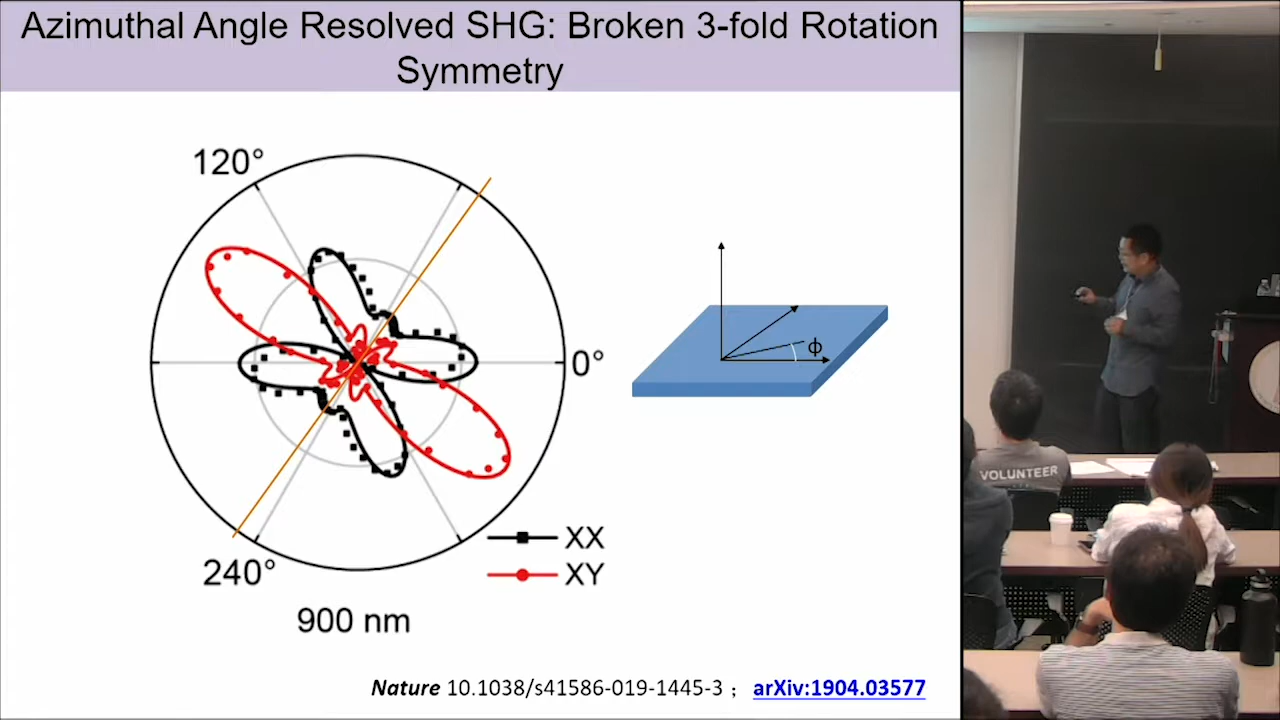 Azimuthal Angle Resolved SHG: Broken 3-fold Rotation
Symmetry
120°
0°
ϕ
240°
XX
XY
900 nm
Nature 10.1038/s41586-019-1445-3 ; arXiv:1904.03577
VOLUNTEER